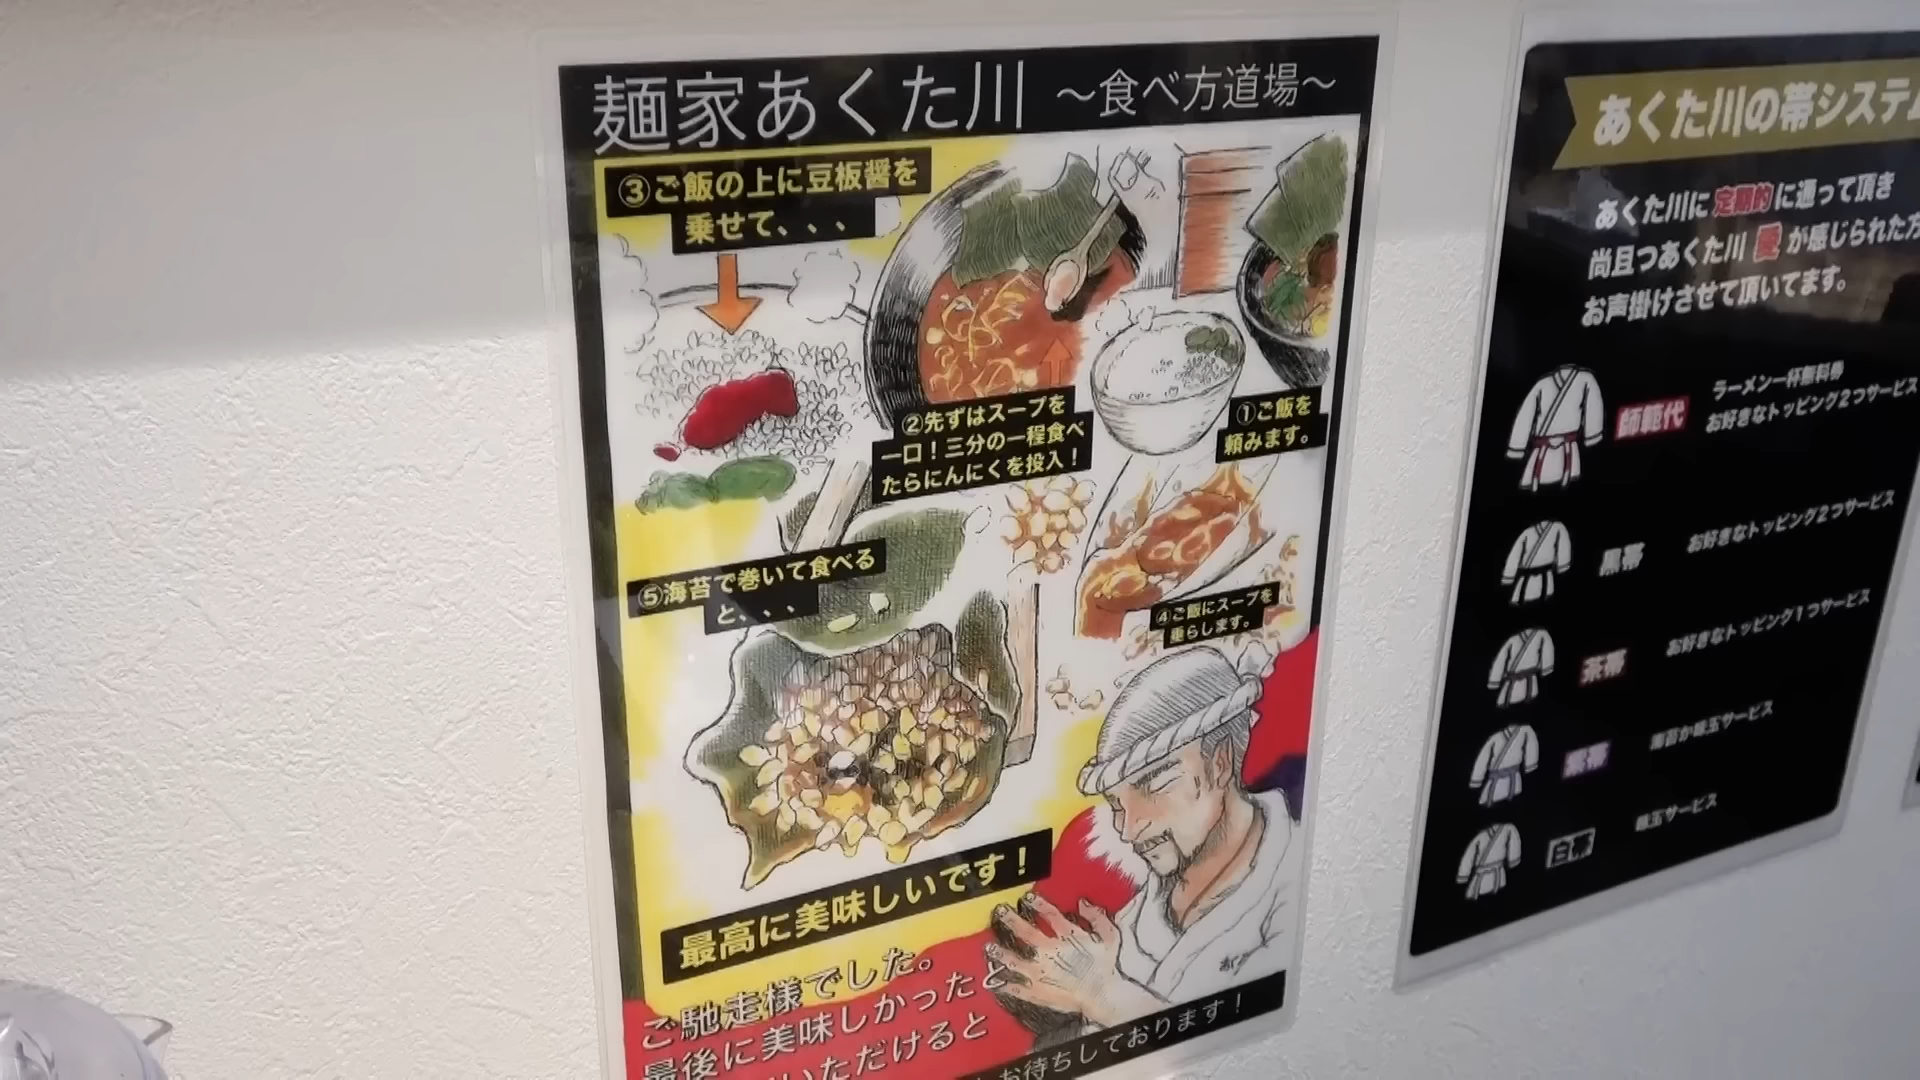 麺家あくた川 〜食べ方道場〜
③ご飯の上に豆板醤を
乗せて、、、
②先ずはスープを
一口！三分の一程食べ
たらにんにくを投入！
①ご飯を
頼みます。
⑤海苔で巻いて食べる
と、、、
④ご飯にスープを
垂らします。
最高に美味しいです！
ご馳走様でした。
最後に美味しかったと
いただけると
お待ちしております！
あくた川の帯システム
あくた川に定期的に通って頂き
尚且つあくた川愛が感じられた方
お声掛けさせて頂いてます。
師範代
ラーメン一杯無料券
お好きなトッピング2つサービス
黒帯
お好きなトッピング2つサービス
茶帯
お好きなトッピング1つサービス
紫帯
海苔か味玉サービス
白帯
味玉サービス